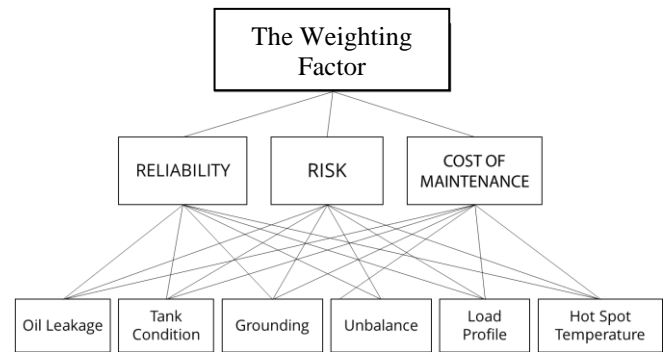 The Weighting
Factor
RELIABILITY
RISK
COST OF
MAINTENANCE
Oil Leakage
Tank
Condition
Grounding
Unbalance
Load
Profile
Hot Spot
Temperature